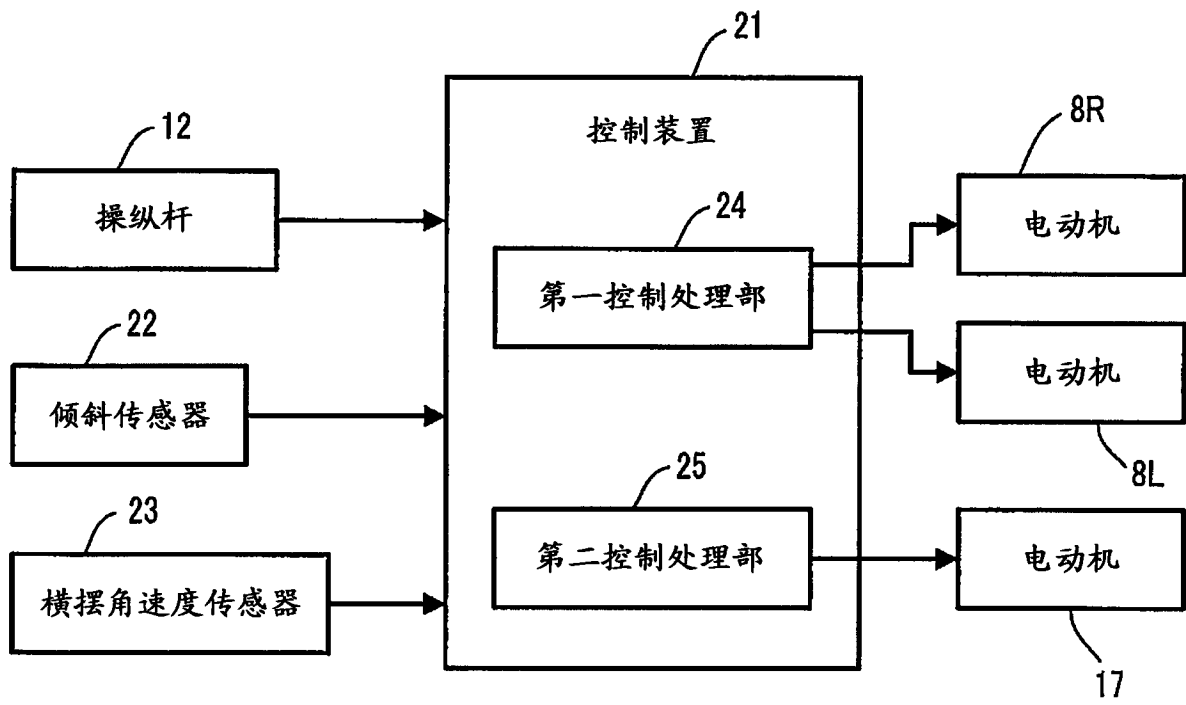 21
控制装置
12
操纵杆
22
倾斜传感器
23
横摆角速度传感器
24
第一控制处理部
25
第二控制处理部
8R
电动机
电动机
8L
电动机
17